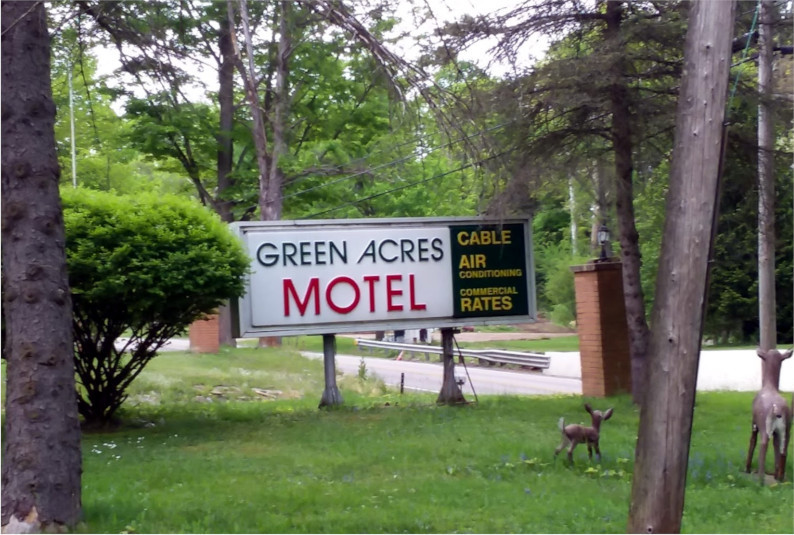 GREEN ACRES
MOTEL
CABLE
AIR
CONDITIONING
COMMERCIAL
RATES